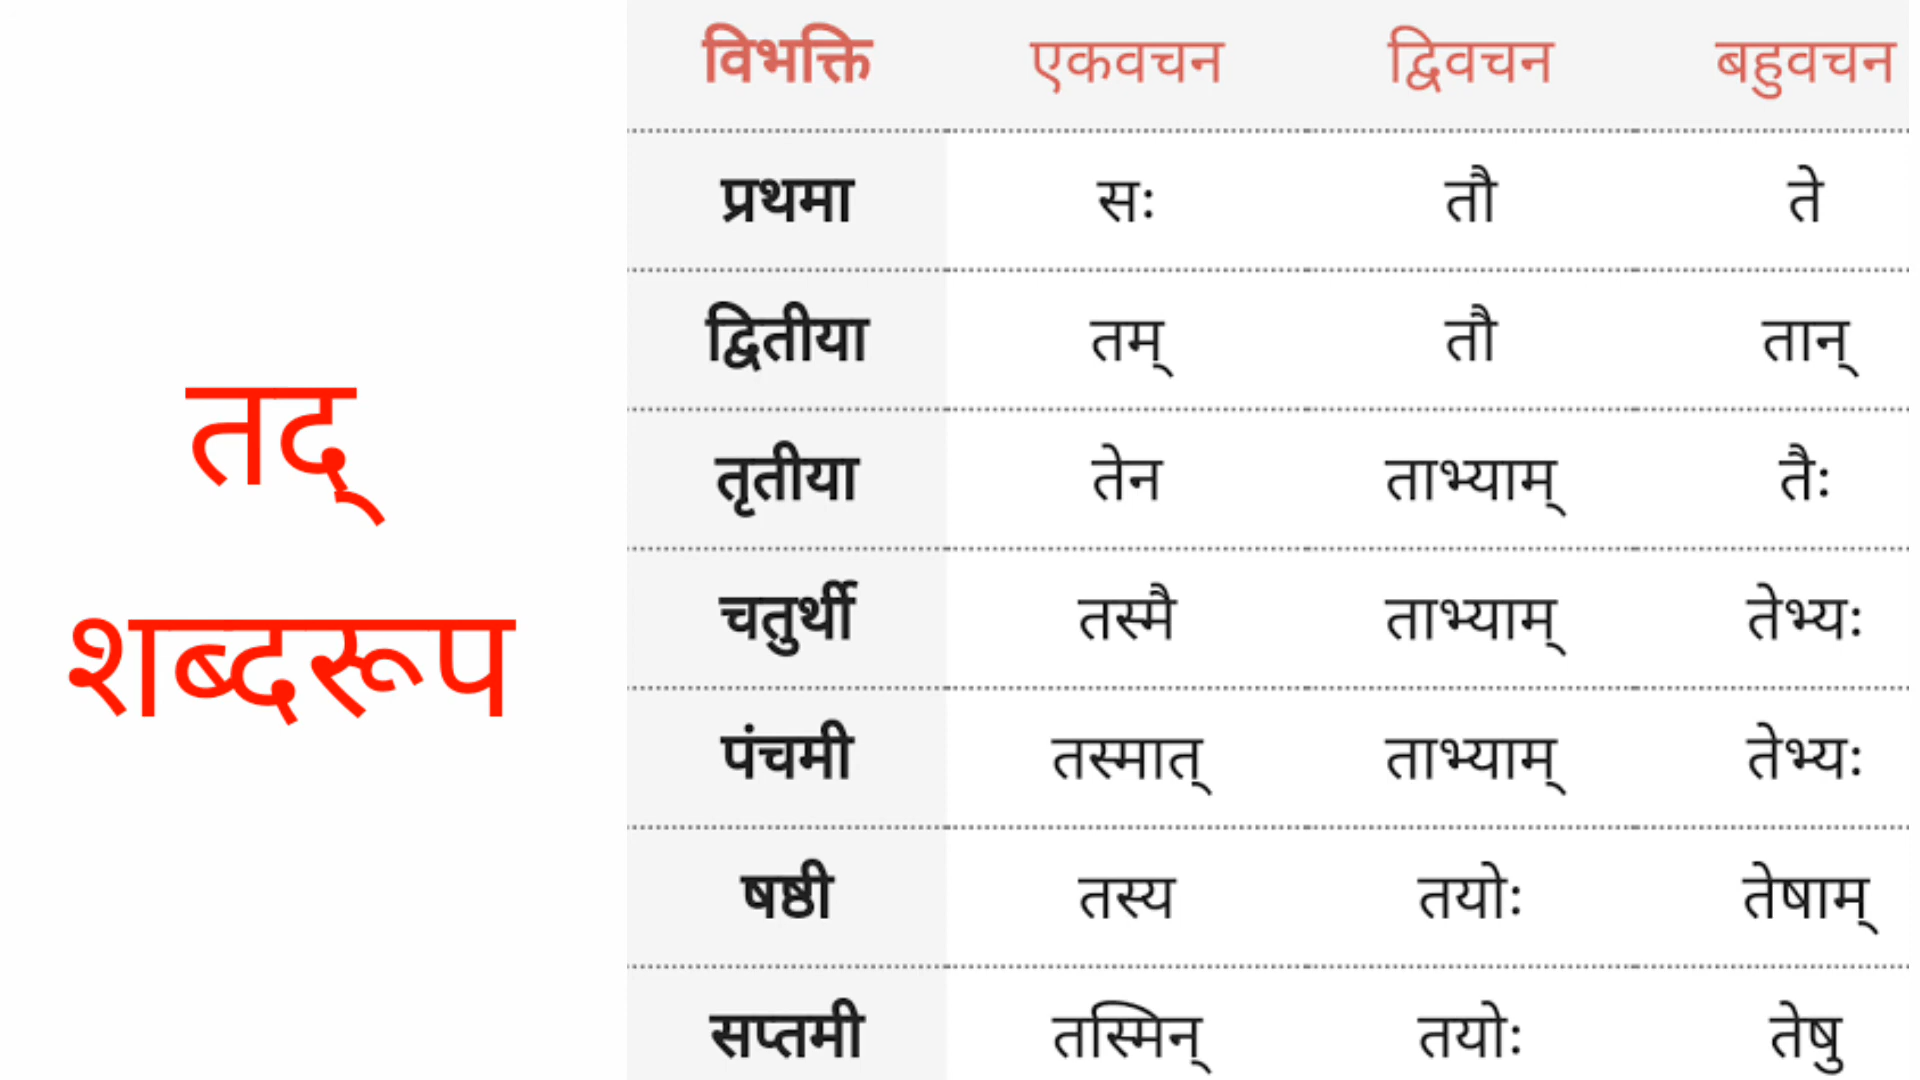 तद्
शब्दरूप
विभक्ति एकवचन द्विवचन बहुवचन
प्रथमा सः तौ ते
द्वितीया तम् तौ तान्
तृतीया तेन ताभ्याम् तैः
चतुर्थी तस्मै ताभ्याम् तेभ्यः
पंचमी तस्मात् ताभ्याम् तेभ्यः
षष्ठी तस्य तयोः तेषाम्
सप्तमी तस्मिन् तयोः तेषु